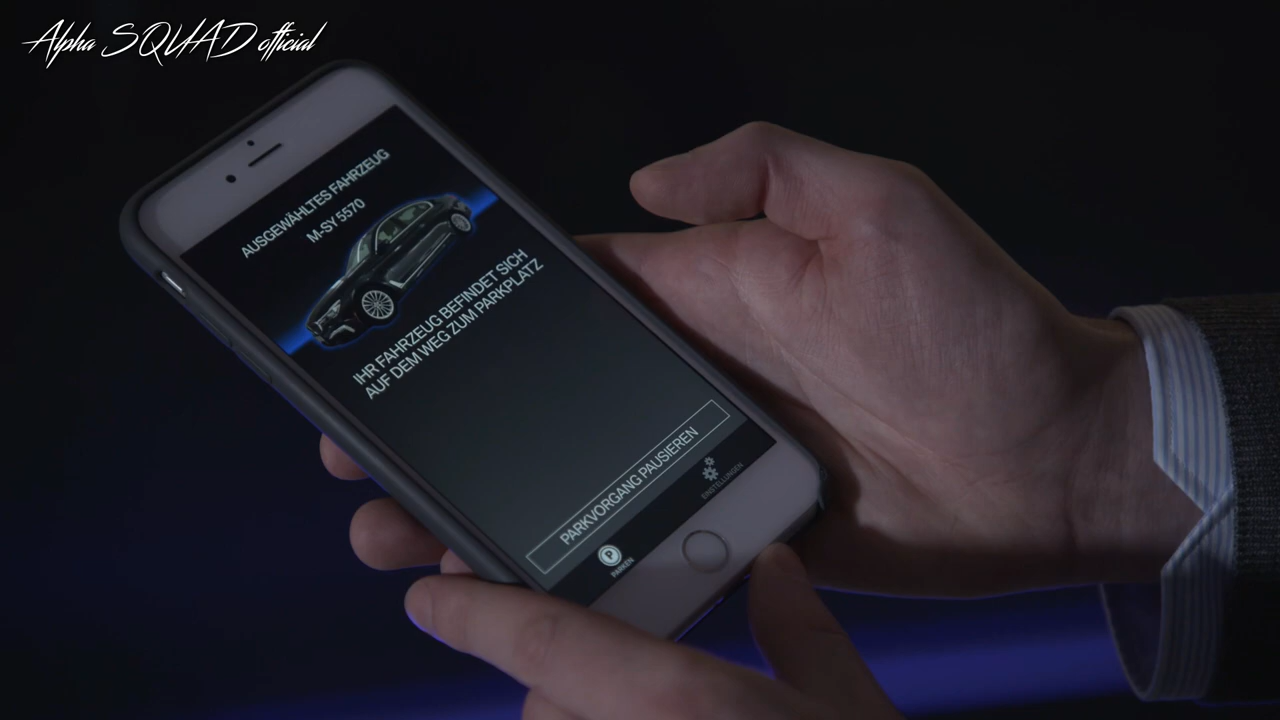 Alpha SQUAD official
AUSGEWÄHLTES FAHRZEUG
M-SY 5570
IHR FAHRZEUG BEFINDET SICH
AUF DEM WEG ZUM PARKPLATZ
PARKVORGANG PAUSIEREN
P
PARKEN
EINSTELLUNGEN